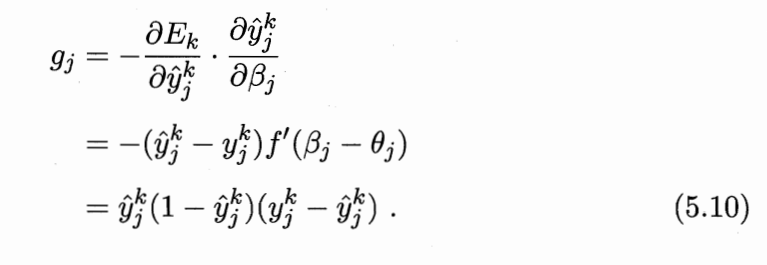 g_j = -\frac{\partial E_k}{\partial \hat{y}_j^k} \cdot \frac{\partial \hat{y}_j^k}{\partial \beta_j}
= -(\hat{y}_j^k - y_j^k) f'(\beta_j - \theta_j)
= \hat{y}_j^k (1 - \hat{y}_j^k)(y_j^k - \hat{y}_j^k) . (5.10)